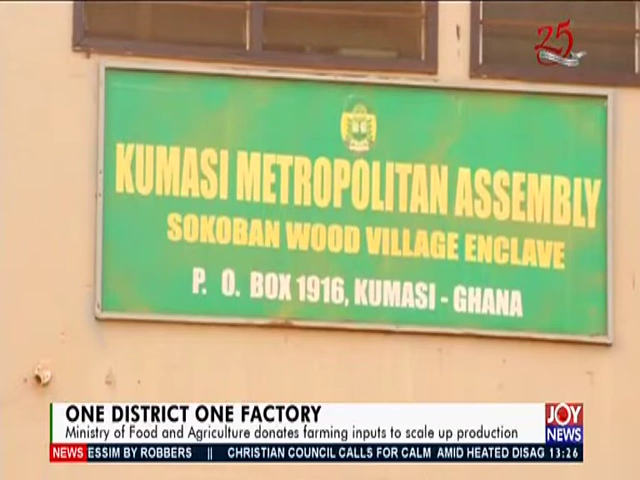 25
KUMASI METROPOLITAN ASSEMBLY
SOKOBAN WOOD VILLAGE ENCLAVE
P. O. BOX 1916, KUMASI - GHANA
ONE DISTRICT ONE FACTORY
Ministry of Food and Agriculture donates farming inputs to scale up production
JOY
NEWS
NEWS ESSIM BY ROBBERS || CHRISTIAN COUNCIL CALLS FOR CALM AMID HEATED DISAG 13:26